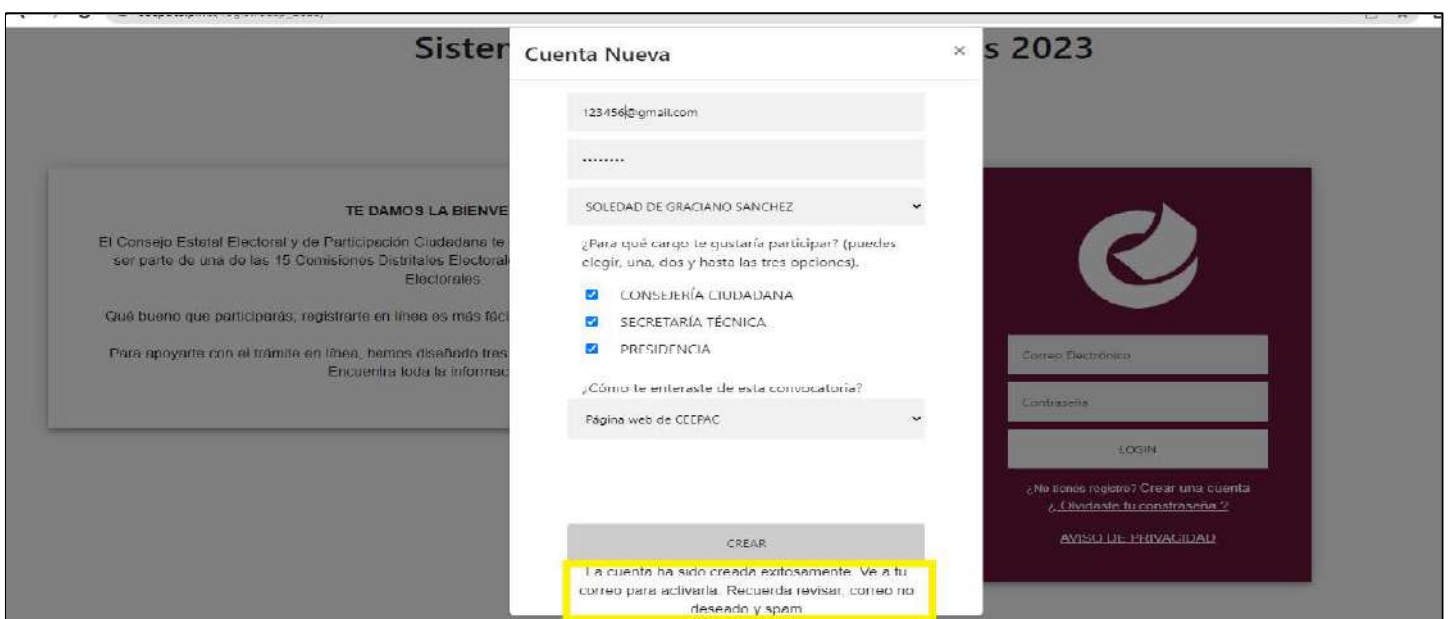 Sister
s 2023
Cuenta Nueva
×
123456@gmail.com
••••••••
SOLEDAD DE GRACIANO SANCHEZ
¿Para qué cargo te gustaría participar? (puedes
elegir, una, dos y hasta las tres opciones).
CONSEJERÍA CIUDADANA
SECRETARÍA TÉCNICA
PRESIDENCIA
¿Cómo te enteraste de esta convocatoria?
Página web de CEEPAC
CREAR
La cuenta ha sido creada exitosamente. Ve a tu
correo para activarla. Recuerda revisar, correo no
deseado y spam
TE DAMOS LA BIENVE
El Consejo Estatal Electoral y de Participación Ciudadana te
ser parte de una de las 15 Comisiones Distritales Electoral
Electorales
Qué bueno que participarás, registrarte en línea es más fáci
Para apoyarte con el trámite en línea, hemos diseñado tres
Encuentra toda la informac
Correo Electrónico
Contraseña
LOGIN
¿No tienes registro? Crear una cuenta
¿ Olvidaste tu constraseña ?
AVISO DE PRIVACIDAD